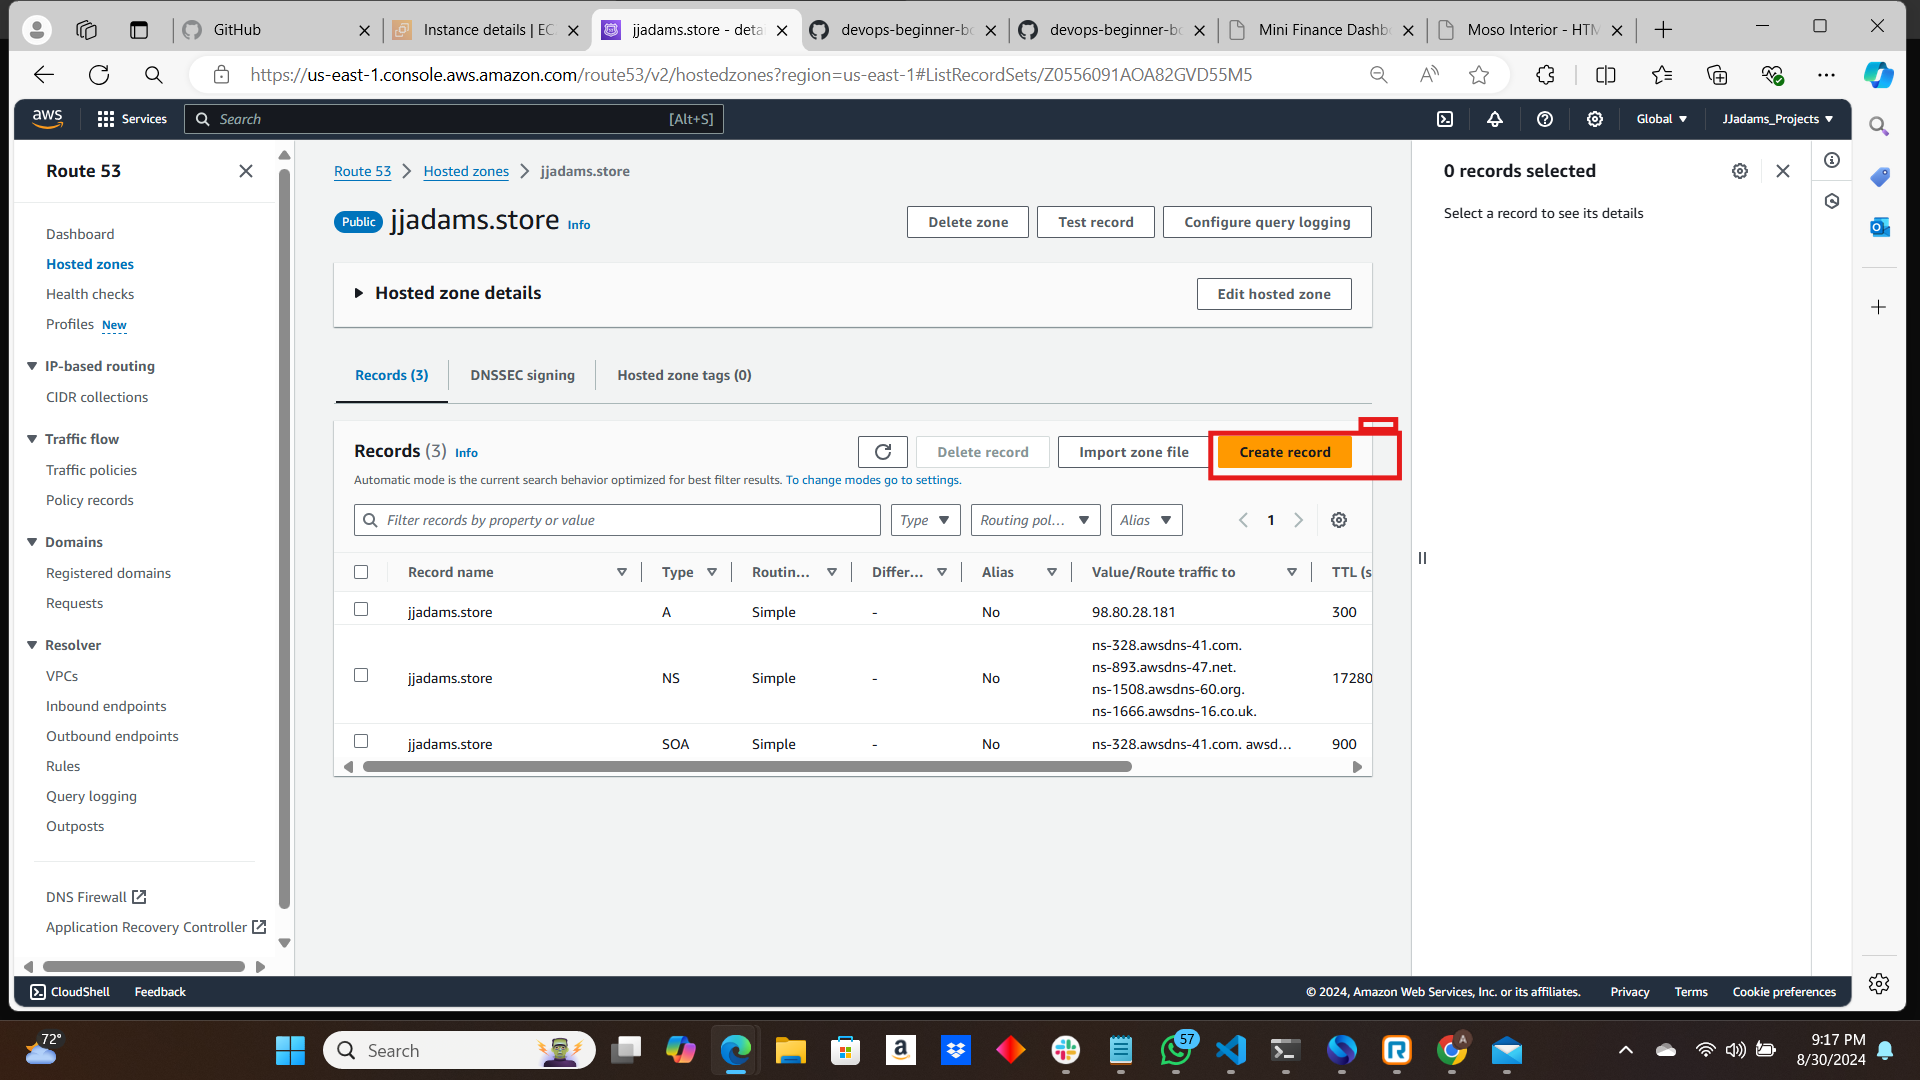 GitHub
Instance details | EC
jjadams.store - deta
devops-beginner-bo
devops-beginner-bo
Mini Finance Dashb
Moso Interior - HTM
https://us-east-1.console.aws.amazon.com/route53/v2/hostedzones?region=us-east-1#ListRecordSets/Z0556091AOA82GVD55M5
aws
Services
Search
[Alt+S]
Global
JJadams_Projects
Route 53
Dashboard
Hosted zones
Health checks
Profiles New
IP-based routing
CIDR collections
Traffic flow
Traffic policies
Policy records
Domains
Registered domains
Requests
Resolver
VPCs
Inbound endpoints
Outbound endpoints
Rules
Query logging
Outposts
DNS Firewall
Application Recovery Controller
Route 53
Hosted zones
jjadams.store
Public
jjadams.store Info
Delete zone
Test record
Configure query logging
Hosted zone details
Edit hosted zone
Records (3)
DNSSEC signing
Hosted zone tags (0)
Records (3) Info
Delete record
Import zone file
Create record
Automatic mode is the current search behavior optimized for best filter results. To change modes go to settings.
Filter records by property or value
Type
Routing pol...
Alias
1
Record name Type Routin... Differ... Alias Value/Route traffic to TTL (s
jjadams.store A Simple - No 98.80.28.181 300
jjadams.store NS Simple - No ns-328.awsdns-41.com. 17280
ns-893.awsdns-47.net.
ns-1508.awsdns-60.org.
ns-1666.awsdns-16.co.uk.
jjadams.store SOA Simple - No ns-328.awsdns-41.com. awsd... 900
0 records selected
Select a record to see its details
CloudShell
Feedback
© 2024, Amazon Web Services, Inc. or its affiliates.
Privacy
Terms
Cookie preferences
72°
Search
57
A
9:17 PM
8/30/2024